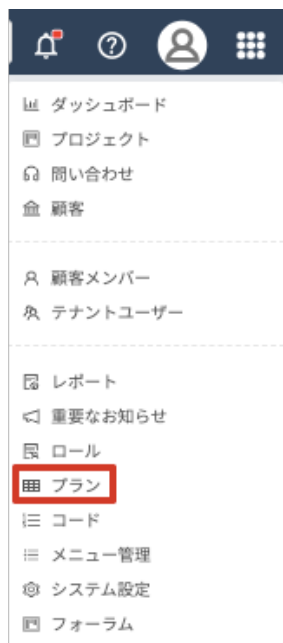 ダッシュボード
プロジェクト
問い合わせ
顧客
顧客メンバー
テナントユーザー
レポート
重要なお知らせ
ロール
プラン
コード
メニュー管理
システム設定
フォーラム